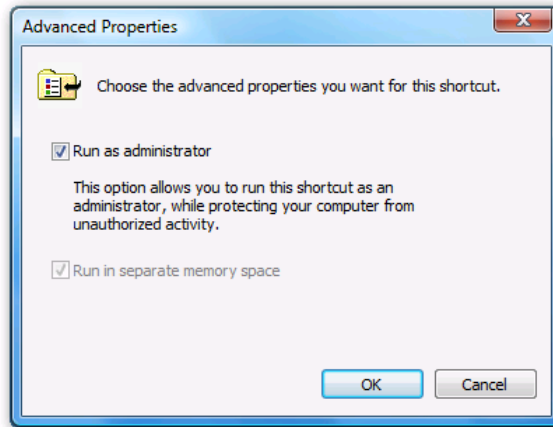 Advanced Properties
Choose the advanced properties you want for this shortcut.
Run as administrator
This option allows you to run this shortcut as an
administrator, while protecting your computer from
unauthorized activity.
Run in separate memory space
OK
Cancel